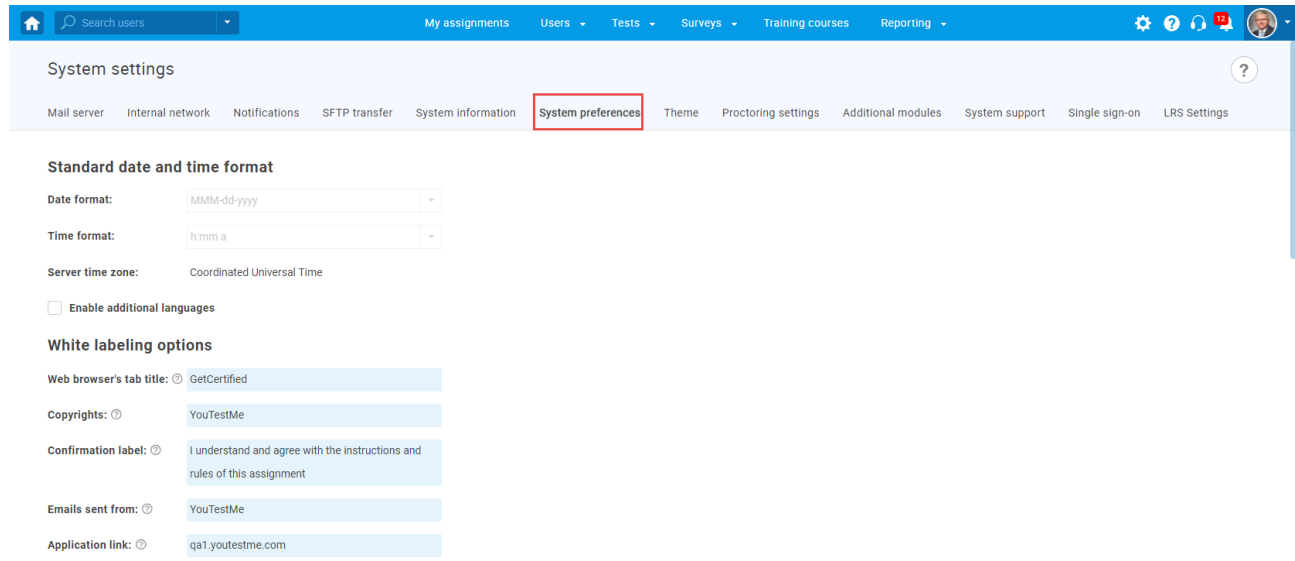 Search users
My assignments Users Tests Surveys Training courses Reporting
12
System settings
?
Mail server Internal network Notifications SFTP transfer System information System preferences Theme Proctoring settings Additional modules System support Single sign-on LRS Settings
Standard date and time format
Date format: MMM-dd-yyyy
Time format: h:mm a
Server time zone: Coordinated Universal Time
Enable additional languages
White labeling options
Web browser's tab title: ? GetCertified
Copyrights: ? YouTestMe
Confirmation label: ? I understand and agree with the instructions and
rules of this assignment
Emails sent from: ? YouTestMe
Application link: ? qa1.youtestme.com